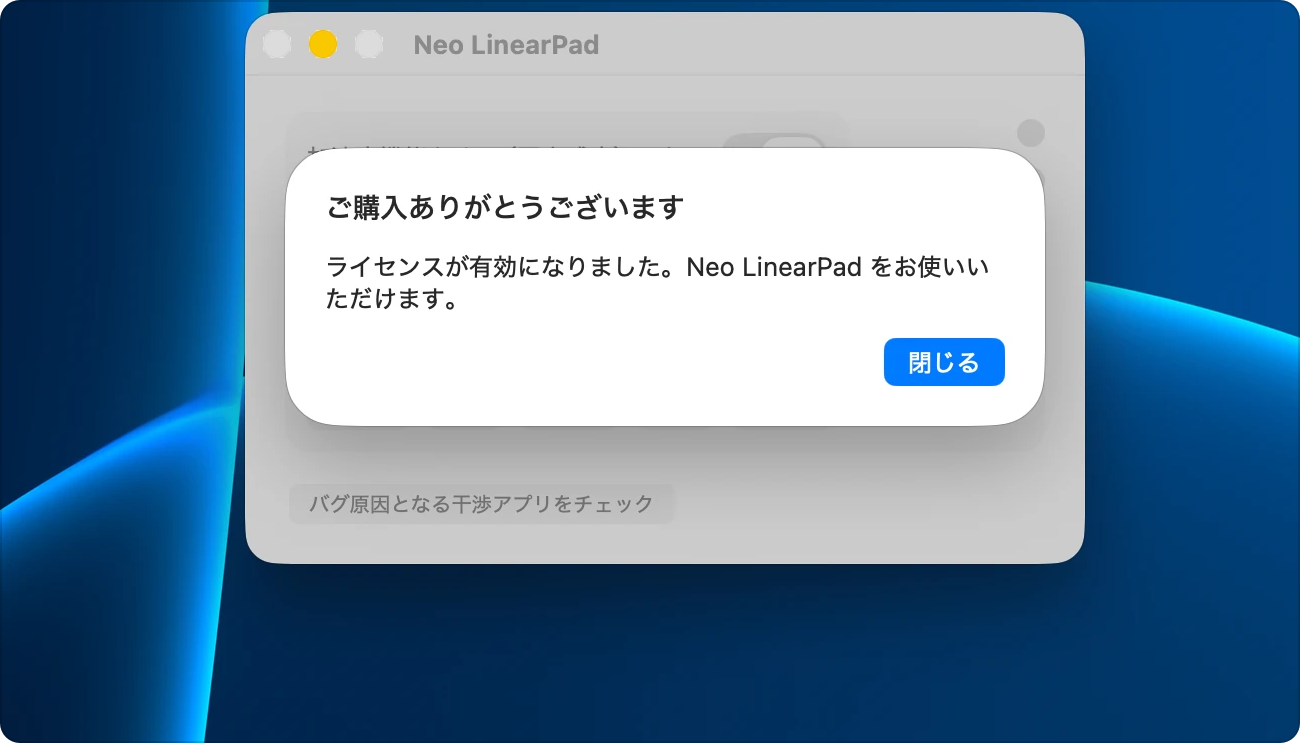 Neo LinearPad
ご購入ありがとうございます
ライセンスが有効になりました。Neo LinearPad をお使いい
ただけます。
閉じる
バグ原因となる干渉アプリをチェック